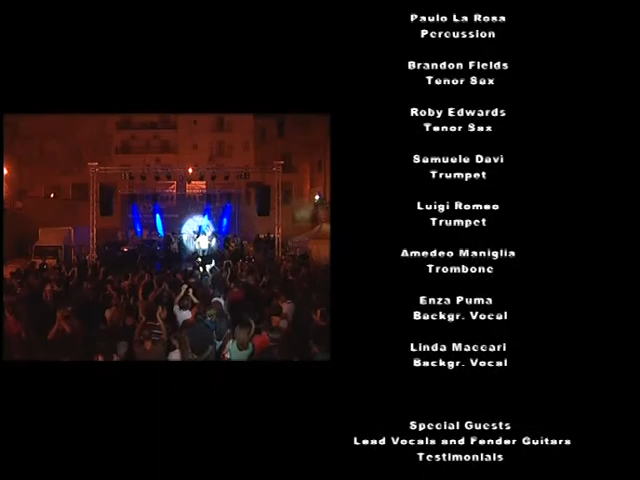 Paulo La Rosa
Percussion
Brandon Fields
Tenor Sax
Roby Edwards
Tenor Sax
Samuele Davi
Trumpet
Luigi Romeo
Trumpet
Amedeo Maniglia
Trombone
Enza Puma
Backgr. Vocal
Linda Maccari
Backgr. Vocal
Special Guests
Lead Vocals and Fender Guitars
Testimonials